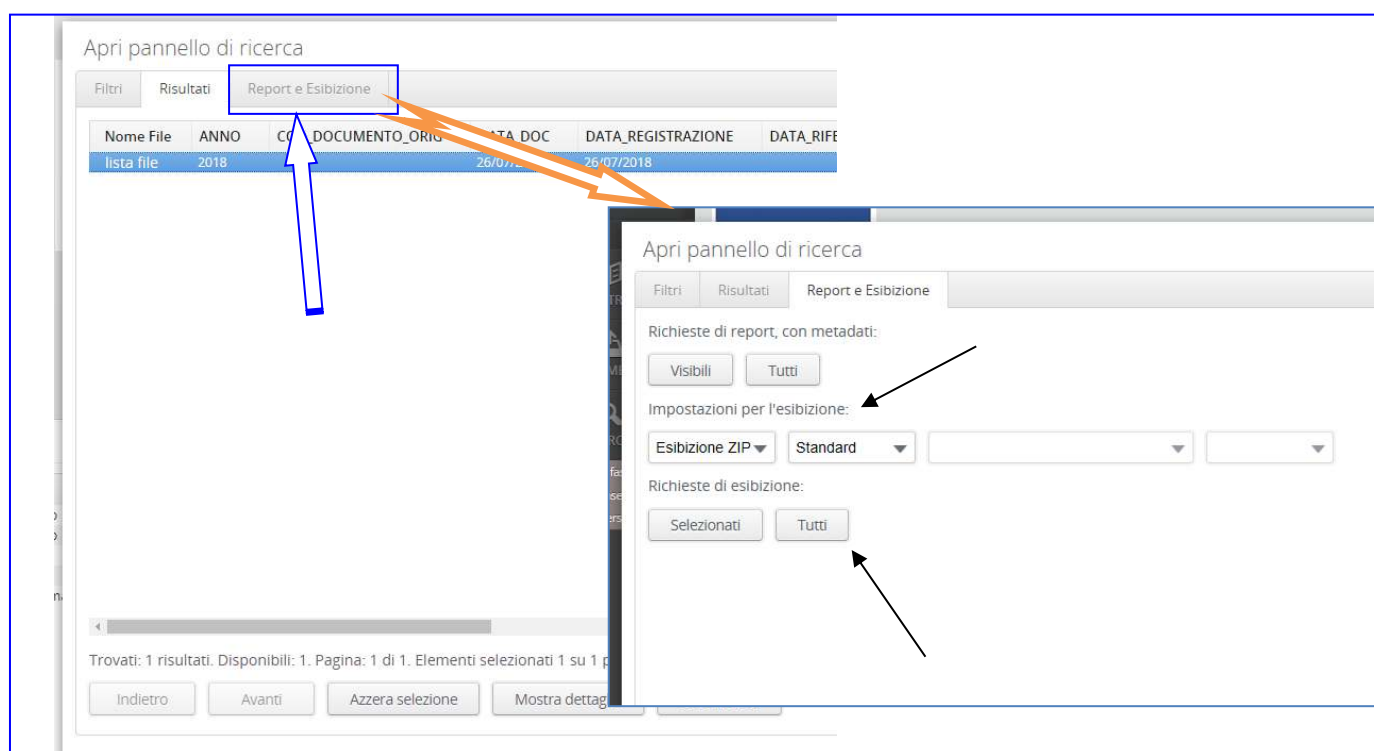 Apri pannello di ricerca
Filtri Risultati Report e Esibizione
Nome File ANNO DATA_REGISTRAZIONE
lista file 2018 26/07/2018
Trovati: 1 risultati. Disponibili: 1. Pagina: 1 di 1. Elementi selezionati 1 su 1
Indietro Avanti Azzera selezione Mostra
Apri pannello di ricerca
Filtri Risultati Report e Esibizione
Richieste di report, con metadati:
Visibili Tutti
Impostazioni per l'esibizione:
Esibizione ZIP Standard
Richieste di esibizione:
Selezionati Tutti